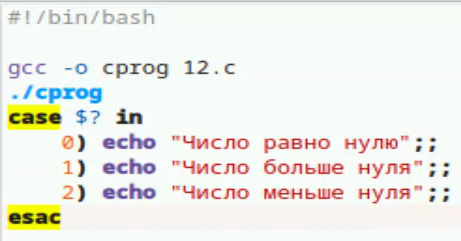 #!/bin/bash
gcc -o cprog 12.c
./cprog
case $? in
0) echo "Число равно нулю";;
1) echo "Число больше нуля";;
2) echo "Число меньше нуля";;
esac